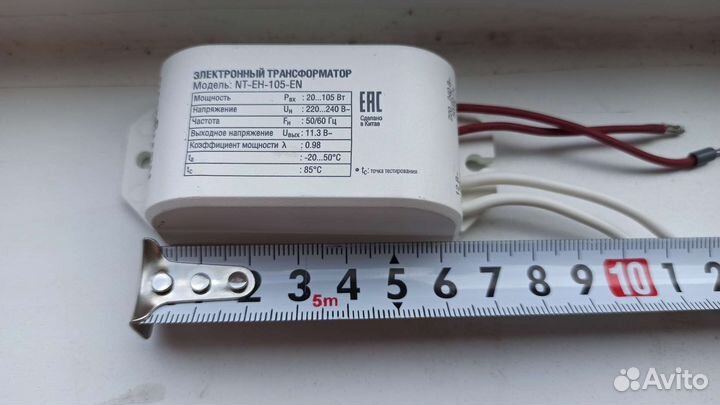 ЭЛЕКТРОННЫЙ ТРАНСФОРМАТОР
Модель: NT-EH-105-EN
Мощность Pвх : 20...105 Вт
Напряжение Uн : 220...240 В~
Частота Fн : 50/60 Гц
Выходное напряжение Uвых : 11.3 В~
Коэффициент мощности λ : 0.98
ta : -20...50°C
tc : 85°C
EAC
Сделано
в Китае
• tc: точка тестирования
2 3 4 5 6 7 8 9 10 1 2
5m
Avito